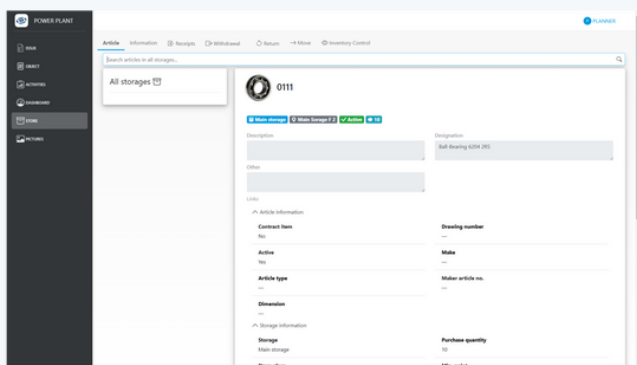 POWER PLANT
PLANNER
ISSUE
OBJECT
ACTIVITIES
DASHBOARD
STORE
PICTURES
Article Information Receipts Withdrawal Return Move Inventory Control
Search articles in all storages...
All storages
0111
Main storage Main Sorage F 2 Active 10
Description
Designation
Ball-Bearing 6204 2RS
Other
Links
Article information
Contract item
No
Drawing number
---
Active
Yes
Make
---
Article type
---
Maker article no.
---
Dimension
---
Storage information
Storage
Main storage
Purchase quantity
10